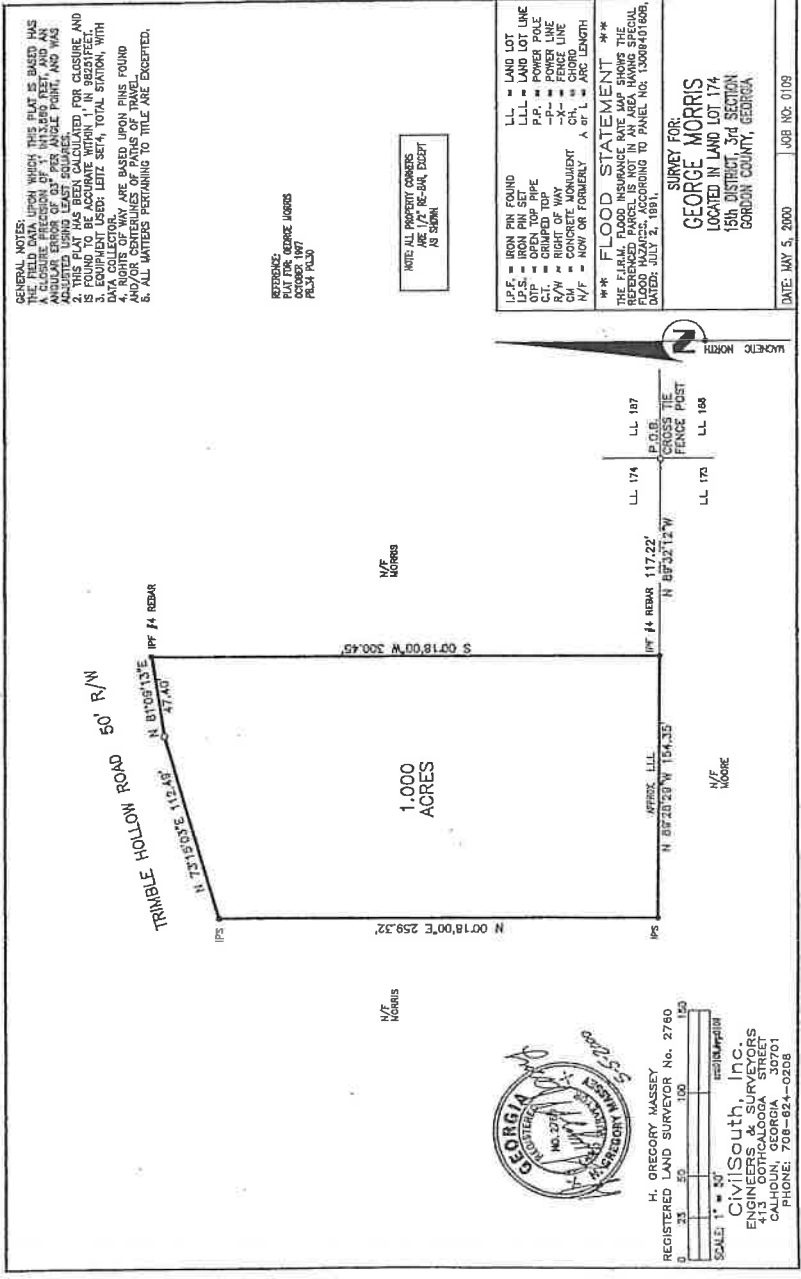 GENERAL NOTES:
THE FIELD DATA UPON WHICH THIS PLAT IS BASED HAS
A CLOSURE PRECISION OF 1' IN FEET, AND AN
ANGULAR ERROR OF 03" PER ANGLE POINT, AND WAS
ADJUSTED USING LEAST SQUARES.
2. THIS PLAT HAS BEEN CALCULATED FOR CLOSURE AND
IS FOUND TO BE ACCURATE WITHIN 1' IN 98251FEET.
3. EQUIPMENT USED: LEITZ SET4, TOTAL STATION, WITH
DATA COLLECTOR.
4. RIGHTS OF WAY ARE BASED UPON PINS FOUND
AND/OR CENTERLINES OF PATHS OF TRAVEL.
5. ALL MATTERS PERTAINING TO TITLE ARE EXCEPTED.
REFERENCE:
PLAT FOR: GEORGE MORRIS
OCTOBER 1997
PB.34 PG.30
NOTE: ALL PROPERTY CORNERS
ARE 1/2" RE-BAR, EXCEPT
AS SHOWN
I.P.F. = IRON PIN FOUND
I.P.S. = IRON PIN SET
OTP = OPEN TOP PIPE
C.T. = CRIMPED TOP
R/W = RIGHT OF WAY
CM = CONCRETE MONUMENT
N/F = NOW OR FORMERLY
LL = LAND LOT
LLL = LAND LOT LINE
P.P. = POWER POLE
-P- = POWER LINE
-X- = FENCE LINE
CH. = CHORD
A or L = ARC LENGTH
** FLOOD STATEMENT **
THE F.I.R.M. FLOOD INSURANCE RATE MAP SHOWS THE
REFERENCED PARCEL IS NOT IN AN AREA HAVING SPECIAL
FLOOD HAZARDS, ACCORDING TO PANEL NO: 1300940160B,
DATED: JULY 2, 1991.
SURVEY FOR:
GEORGE MORRIS
LOCATED IN LAND LOT 174
15th DISTRICT, 3rd SECTION
GORDON COUNTY, GEORGIA
DATE: MAY 5, 2000
JOB NO: 0109
MAGNETIC NORTH
N
TRIMBLE HOLLOW ROAD 50' R/W
N 81°09'13"E
47.40'
IPF #4 REBAR
N 73°15'03"E 112.49'
IPS
N/F
MORRIS
S 00°18'00"W 300.45'
1.000
ACRES
N 00°18'00"E 259.32'
N/F
MORRIS
LL 174
LL 187
P.O.B.
CROSS TIE
FENCE POST
LL 173
LL 188
IPF #4 REBAR 117.22'
N 89°32'12"W
APPROX LLL
N 89°28'29"W 154.35'
IPS
N/F
MOORE
GEORGIA
REGISTERED
NO. 2760
LAND SURVEYOR
H. GREGORY MASSEY
5-5-2000
H. GREGORY MASSEY
REGISTERED LAND SURVEYOR No. 2760
0 25 50 100 150
SCALE: 1" = 50'
CivilSouth, Inc.
ENGINEERS & SURVEYORS
413 OOTHCALOOGA STREET
CALHOUN, GEORGIA 30701
PHONE: 706-624-0208